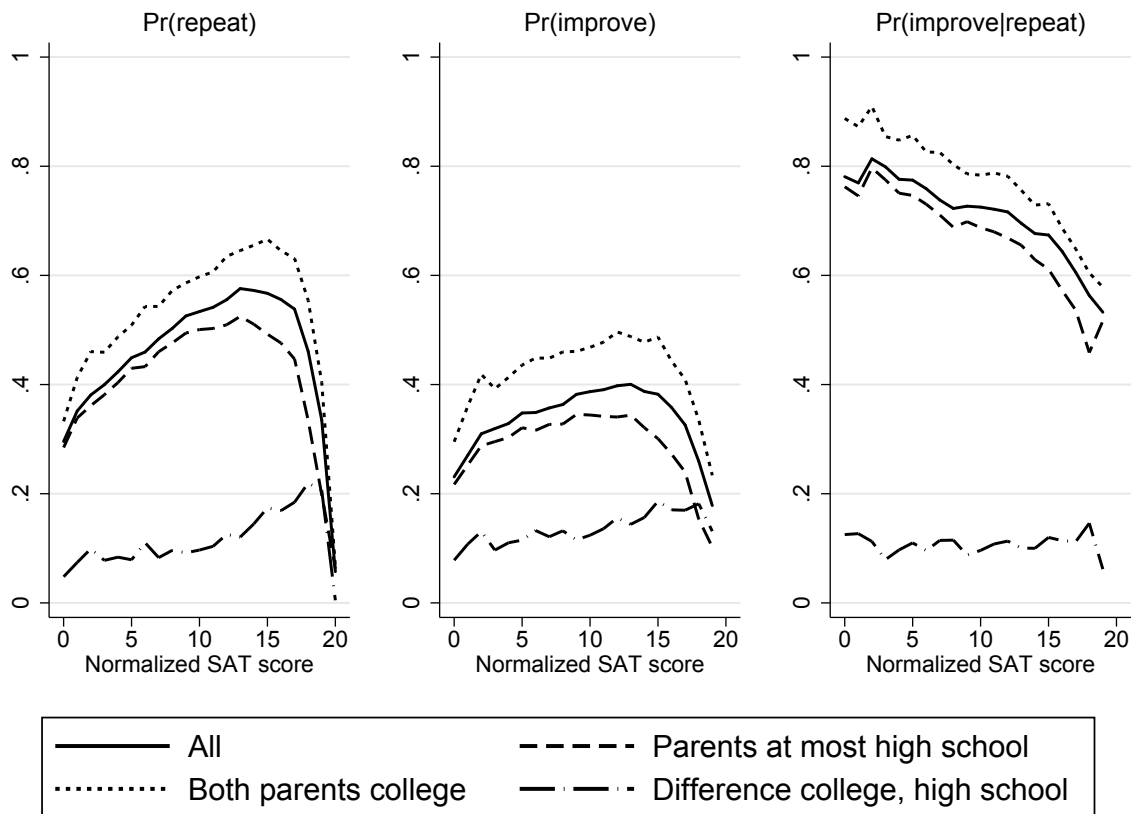 Pr(repeat)
0 .2 .4 .6 .8 1
0 5 10 15 20
Normalized SAT score
Pr(improve)
0 .2 .4 .6 .8 1
0 5 10 15 20
Normalized SAT score
Pr(improve|repeat)
0 .2 .4 .6 .8 1
0 5 10 15 20
Normalized SAT score
All
Parents at most high school
Both parents college
Difference college, high school